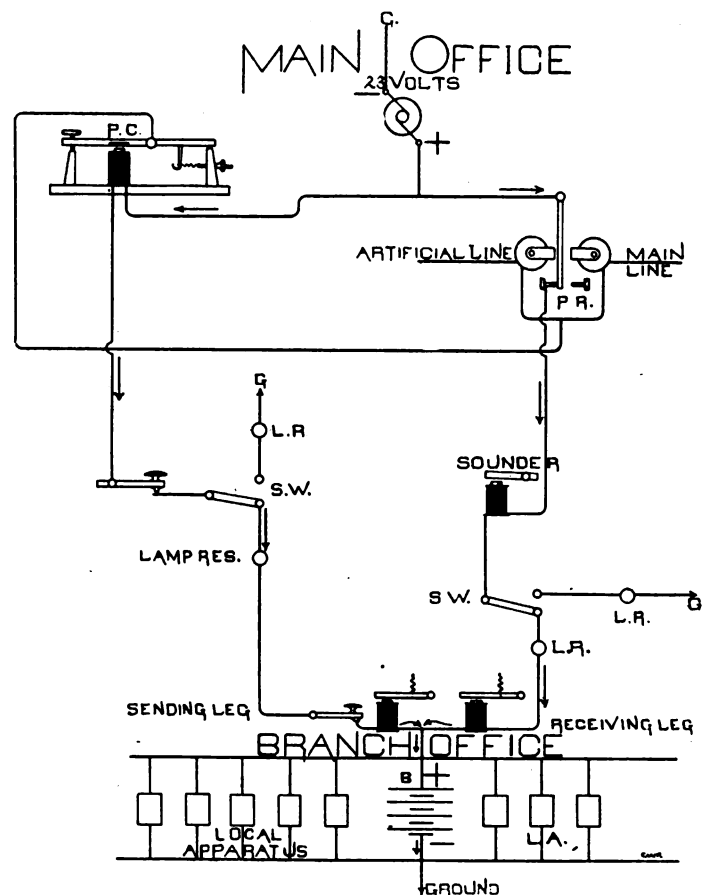 G.
MAIN OFFICE
23 VOLTS
— +
P.C.
ARTIFICIAL LINE
MAIN
LINE
P R.
G
L.R
SOUNDER
S.W.
LAMP RES.
S W.
G
L.R.
L.R.
SENDING LEG
RECEIVING LEG
BRANCH OFFICE
B +
LOCAL
APPARATUS
L.A.
—
GROUND